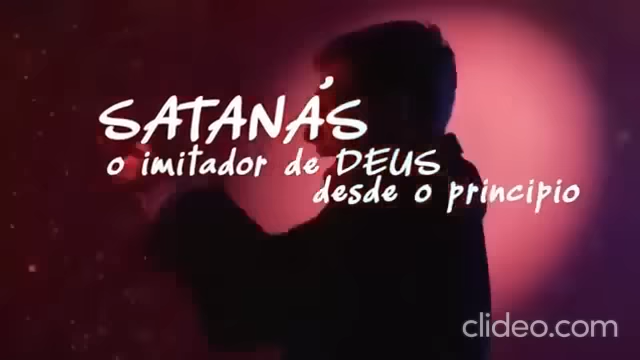 SATANÁS
o imitador de DEUS
desde o principio
clideo.com